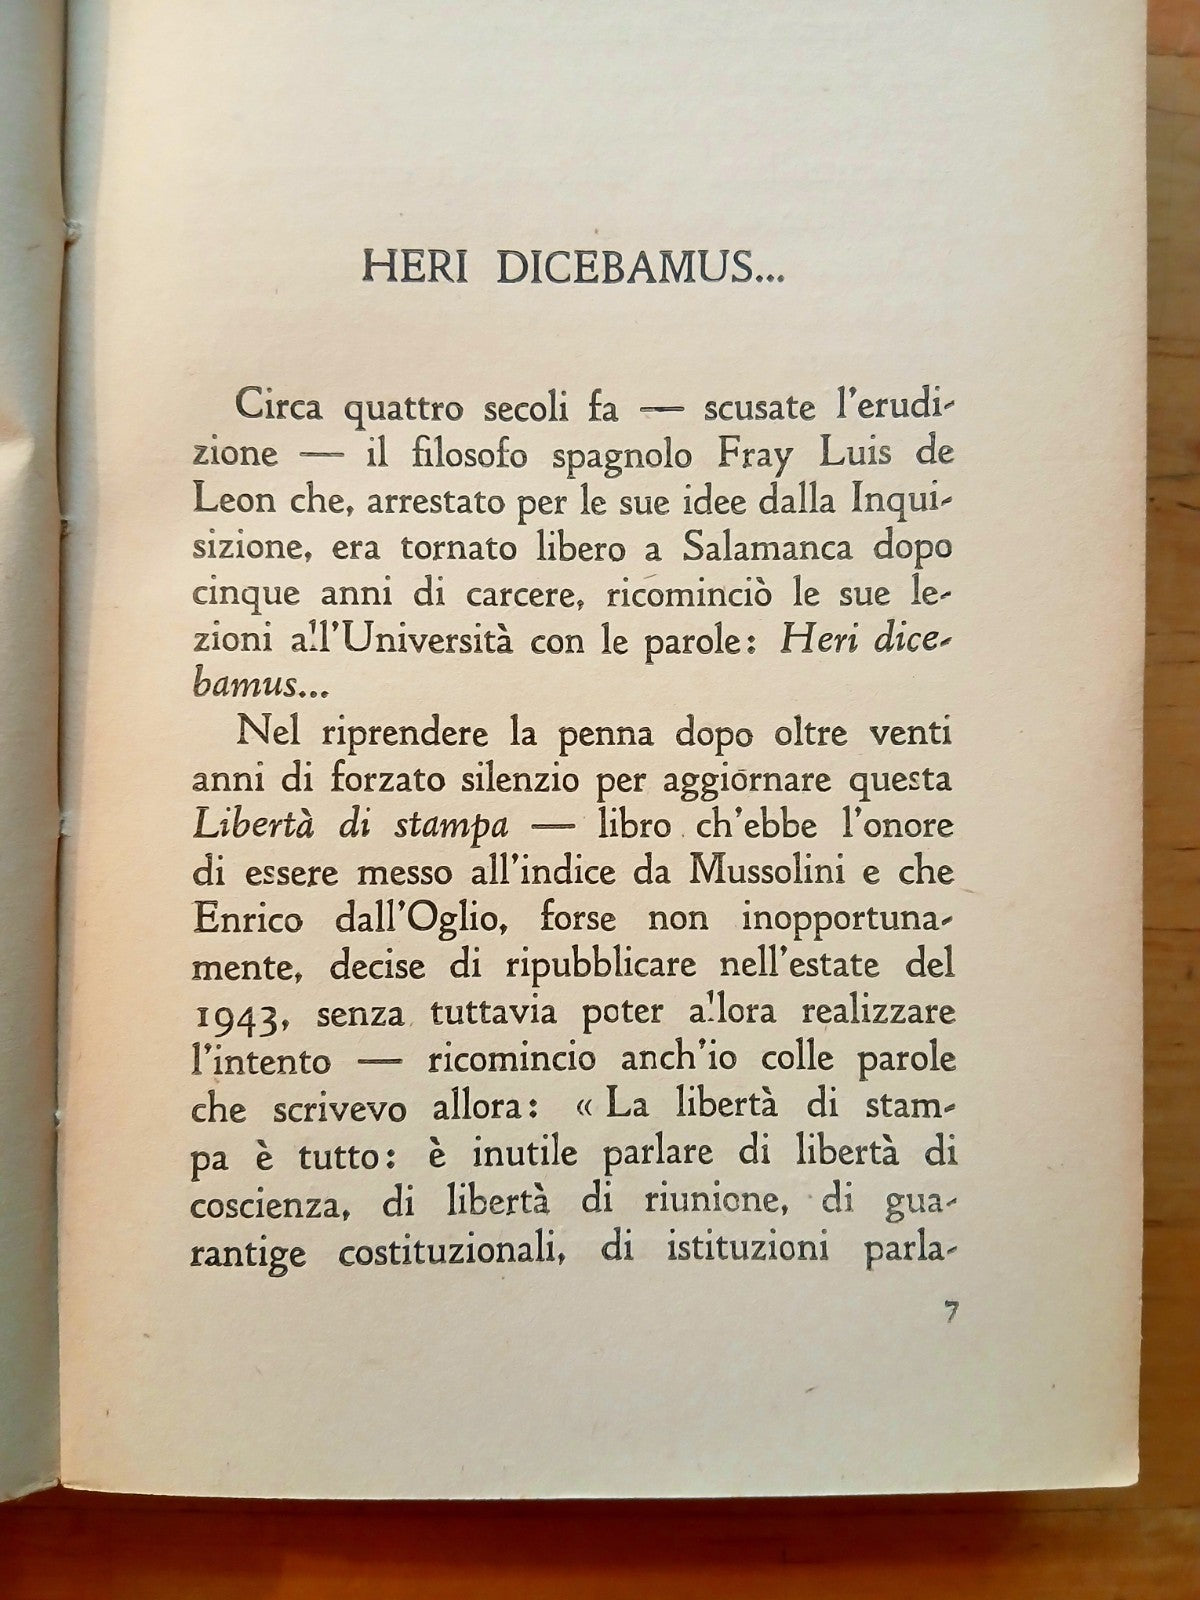 HERI DICEBAMUS...
Circa quattro secoli fa — scusate l'erudi-
zione — il filosofo spagnolo Fray Luis de
Leon che, arrestato per le sue idee dalla Inqui-
sizione, era tornato libero a Salamanca dopo
cinque anni di carcere, ricominciò le sue le-
zioni all'Università con le parole: Heri dice-
bamus...
Nel riprendere la penna dopo oltre venti
anni di forzato silenzio per aggiornare questa
Libertà di stampa — libro ch'ebbe l'onore
di essere messo all'indice da Mussolini e che
Enrico dall'Oglio, forse non inopportuna-
mente, decise di ripubblicare nell'estate del
1943, senza tuttavia poter allora realizzare
l'intento — ricomincio anch'io colle parole
che scrivevo allora: « La libertà di stam-
pa è tutto: è inutile parlare di libertà di
coscienza, di libertà di riunione, di gua-
rantige costituzionali, di istituzioni parla-
7